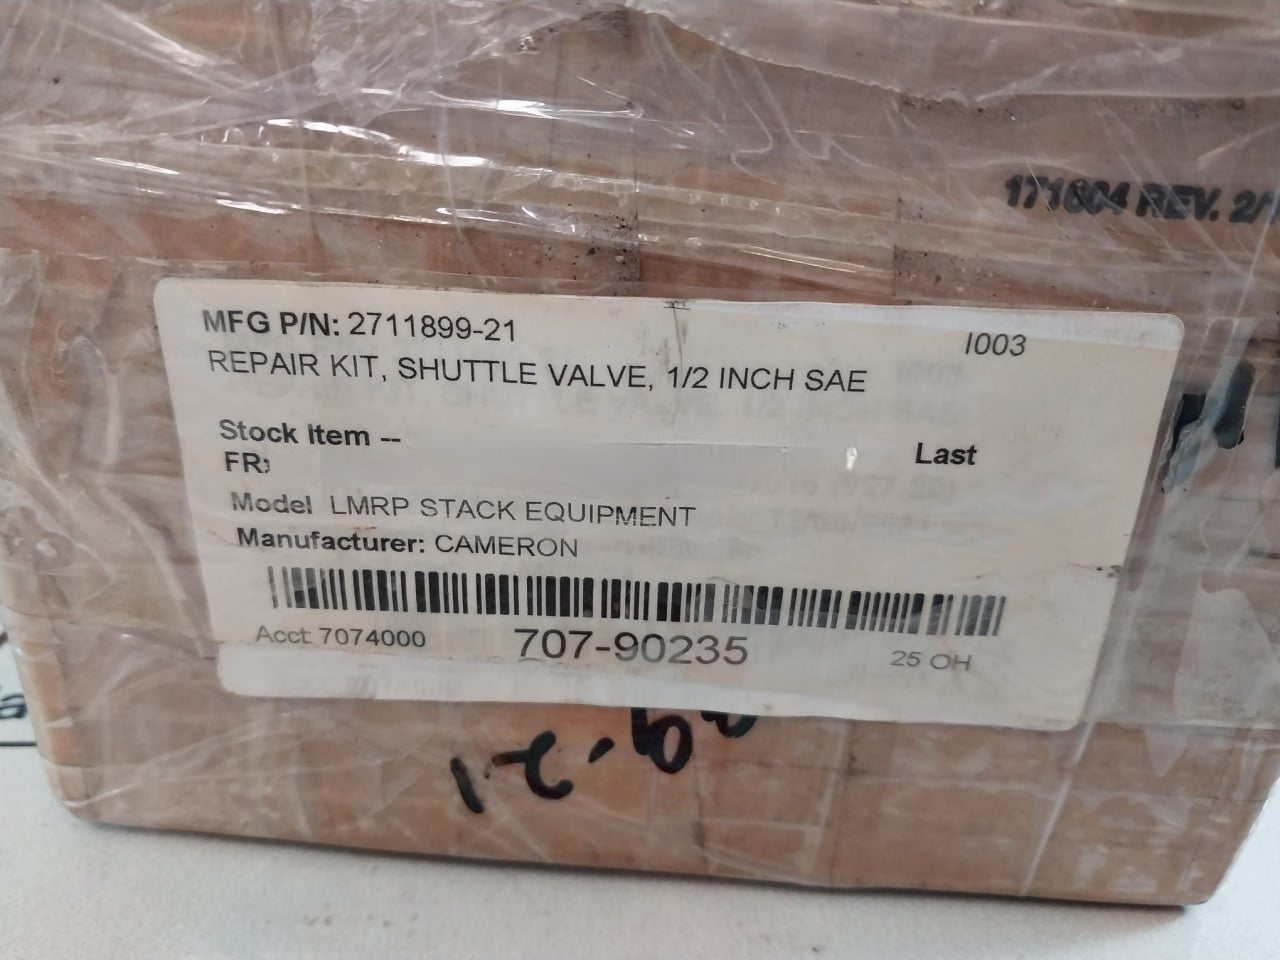 171804 REV. 2/
MFG P/N: 2711899-21
I003
REPAIR KIT, SHUTTLE VALVE, 1/2 INCH SAE
Stock Item --
Last
FR:
Model LMRP STACK EQUIPMENT
Manufacturer: CAMERON
Acct 7074000
707-90235
25 OH